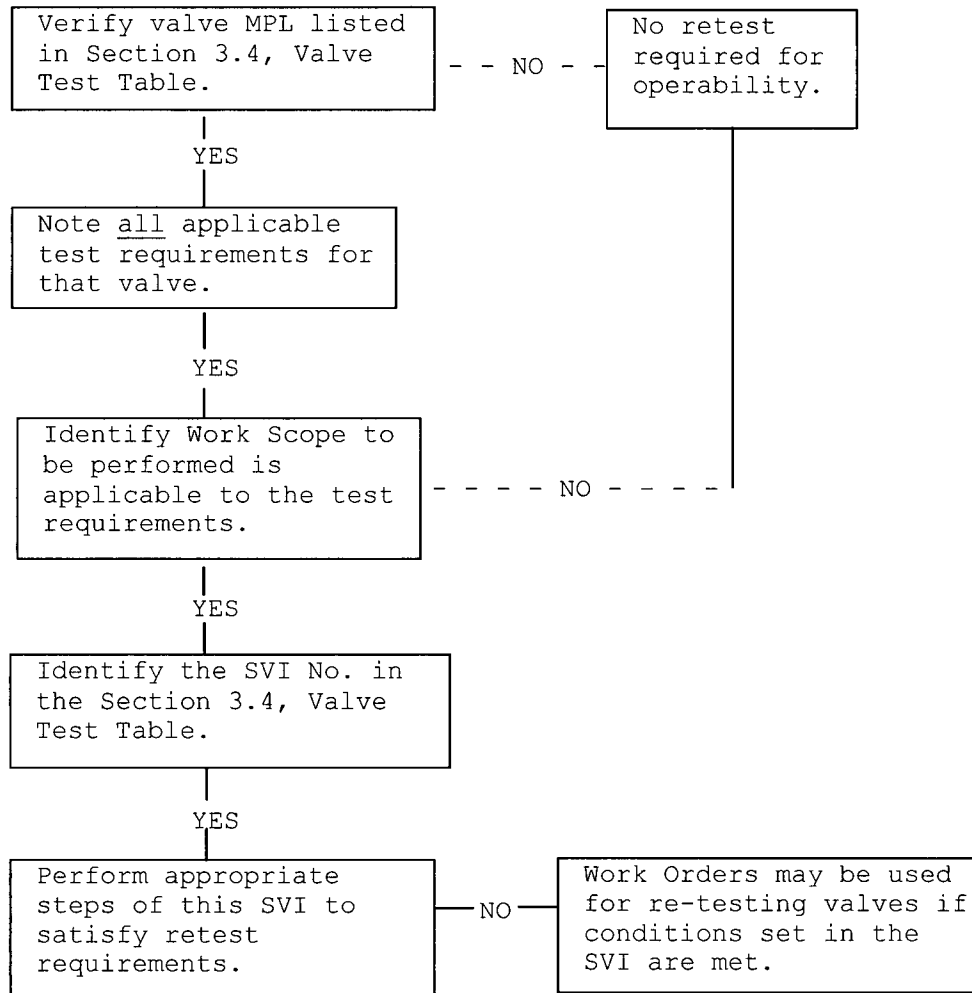 Verify valve MPL listed
in Section 3.4, Valve
Test Table.
NO
No retest
required for
operability.
YES
Note all applicable
test requirements for
that valve.
YES
Identify Work Scope to
be performed is
applicable to the test
requirements.
NO
YES
Identify the SVI No. in
the Section 3.4, Valve
Test Table.
YES
Perform appropriate
steps of this SVI to
satisfy retest
requirements.
NO
Work Orders may be used
for re-testing valves if
conditions set in the
SVI are met.